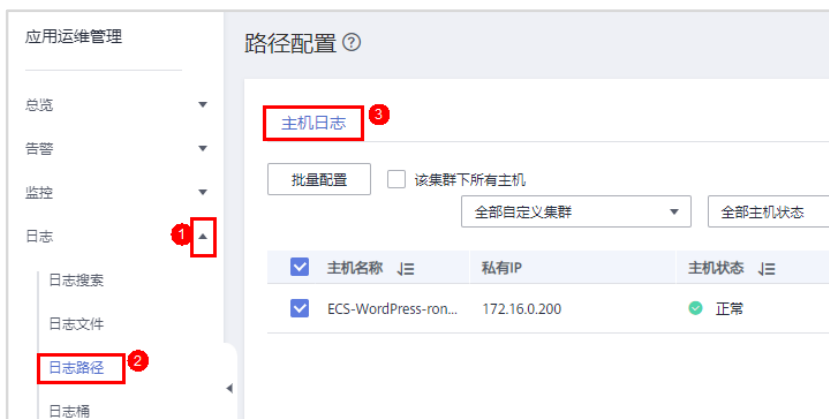 应用运维管理
总览
告警
监控
日志
1
日志搜索
日志文件
日志路径
2
日志桶
路径配置 ?
主机日志
3
批量配置 该集群下所有主机
全部自定义集群 全部主机状态
主机名称 私有IP 主机状态
ECS-WordPress-ron... 172.16.0.200 正常